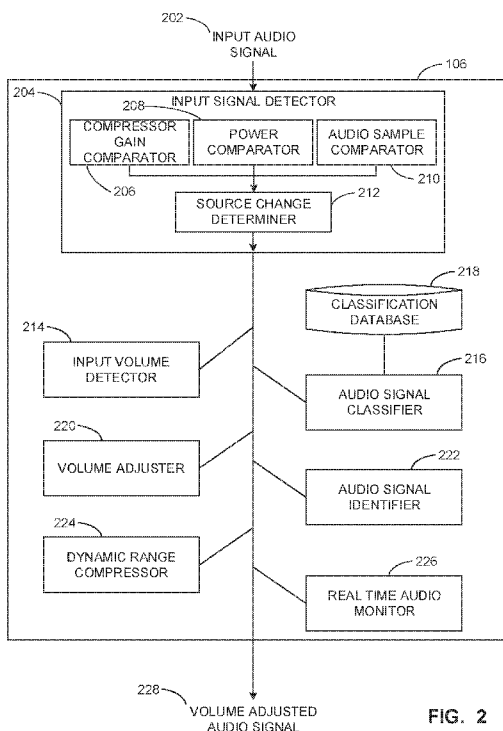 202
INPUT AUDIO
SIGNAL
106
204
INPUT SIGNAL DETECTOR
208
COMPRESSOR
GAIN
COMPARATOR
POWER
COMPARATOR
AUDIO SAMPLE
COMPARATOR
206
210
212
SOURCE CHANGE
DETERMINER
218
CLASSIFICATION
DATABASE
214
INPUT VOLUME
DETECTOR
216
AUDIO SIGNAL
CLASSIFIER
220
VOLUME ADJUSTER
222
AUDIO SIGNAL
IDENTIFIER
224
DYNAMIC RANGE
COMPRESSOR
226
REAL TIME AUDIO
MONITOR
228
VOLUME ADJUSTED
AUDIO SIGNAL
FIG. 2